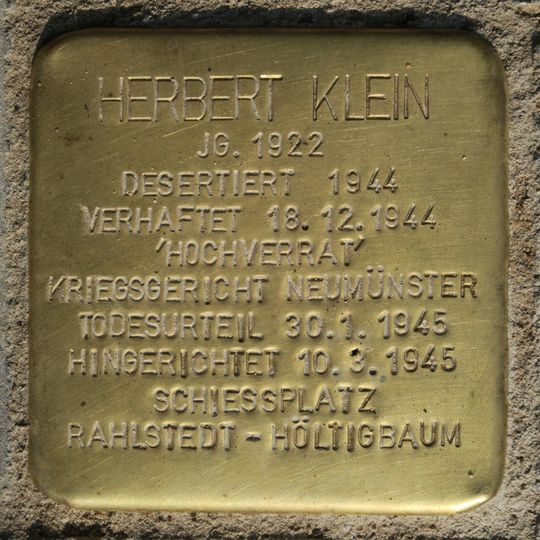 HERBERT KLEIN
JG. 1922
DESERTIERT 1944
VERHAFTET 18.12.1944
'HOCHVERRAT'
KRIEGSGERICHT NEUMÜNSTER
TODESURTEIL 30.1.1945
HINGERICHTET 10.3.1945
SCHIESSPLATZ
RAHLSTEDT - HÖLTIGBAUM